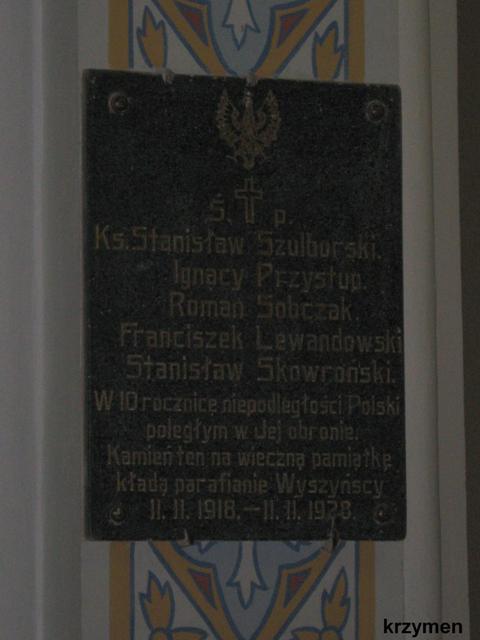 Ś. † p.
Ks. Stanisław Szulborski.
Ignacy Przystup.
Roman Sobczak.
Franciszek Lewandowski
Stanisław Skowroński.
W 10 rocznicę niepodległości Polski
poległym w Jej obronie.
Kamień ten na wieczną pamiątkę
kładą parafianie Wyszyńscy
11. 11. 1918. – 11. 11. 1928.
krzymen